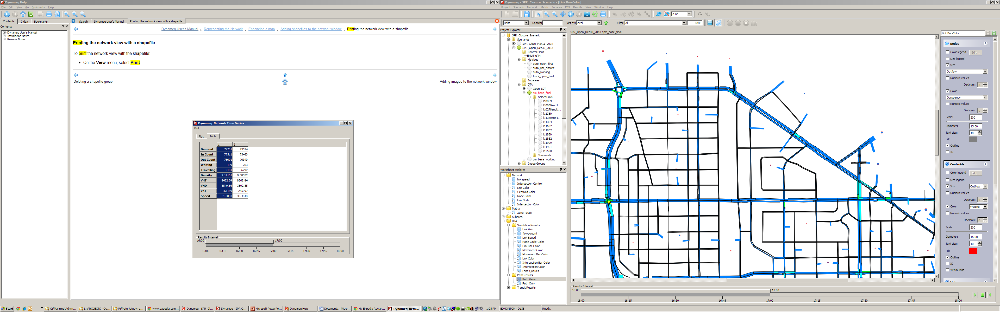 Dynameq Help
File Edit View Go Bookmarks Help
Contents Index Bookmarks
Contents
Dynameq User's Manual
Installation Notes
Release Notes
Search Dynameq User's Manual Printing the network view with a shapefile
Dynameq User's Manual , Representing the Network , Enhancing a map , Adding shapefiles to the network window , Printing the network view with a shapefile
Printing the network view with a shapefile
To print the network view with the shapefile:
• On the View menu, select Print.
Deleting a shapefile group
Adding images to the network window
Dynameq: Network Time Series
Plot
Plot Table
1 2
Demand 77701 73524
In Count 77511 73460
Out Count 75691 76349
Waiting 199 263
Travelling 9181 6292
Density 9.14161 9.08332
VHT 8422.54 8368.84
VHD 3549.56 3602.55
VKT 261169 255097
Speed 31.0083 30.4818
Results Interval
16:00 17:00
16:00 16:15 16:30 16:45 17:00 17:15 17:30 17:45 18:00
Dynameq - SPR_Closure_Scenario - [Link Bar-Color]
Project Scenario Network Matrix Subarea DTA Results View Window Help
0.00
Links Search: Sort by: level Filter: All 4085
Project Explorer
SPR_Closure_Scenario
Scenarios
SPR_Close_Mar11_2014
SPR_Open_Dec30_2013
Control Plans
ExistingPM
Matrices
auto_open_final
auto_spr_closure
auto_working
truck_open_final
Subareas
DTA
Open_LDT
pm_base_final
Select Links
l10069
l10069and1...
l10278andl1...
l11350
l11350and1...
l11354
l11692
l11832
l11860
l11862
l11909
l11961
l12598
Traversals
pm_base_working
Image Groups
Worksheet Explorer
Network
link speed
Intersection Control
Link Color
Centroid Color
Node Color
Link Node
Intersection Color
Matrix
Zone Totals
Subarea
DTA
Simulation Results
Link Vols
flows-count
Link-Speed
Node Circle-Color
Link Bar-Color
Movement Color
Movement Bar-Color
Link Color
Intersection Bar-Color
Intersection Color
Lane Queues
Path Results
Path Value
Path Only
Transit Results
SPR_Open_Dec30_2013 / pm_base_final
Results Interval
16:00 17:00
16:00 16:15 16:30 16:45 17:00 17:15 17:30 17:45 18:00
Link Bar-Color
Nodes
Color legend Edit...
Size legend
Size
Outflow
Numeric values
Decimals: 0
Color
Occupancy
Numeric values
Decimals: 0
Scale: 200
Diameter: 15.00
Text size: 10
Fill:
Outline
ID
Centroids
Color legend Edit...
Size legend
Size Outflow
Numeric values
Decimals: 0
Color Waiting
Numeric values
Decimals: 0
Scale: 200
Diameter: 15.00
Text size: 10
Fill:
Outline
ID
Virtual links
Links
Start
G:\Planning\Admin... L:\PROJECTS - Ou... P:\Peter\study re... www.expedia.com... Dynameq - SPR_Cl... Dynameq - SPR O... Microsoft PowerPo... Dynameq Help Document1 - Micro... My Expedia Rewar... Dynameq: Netw... 1:05 PM
EDMONTON - D138 Ready.